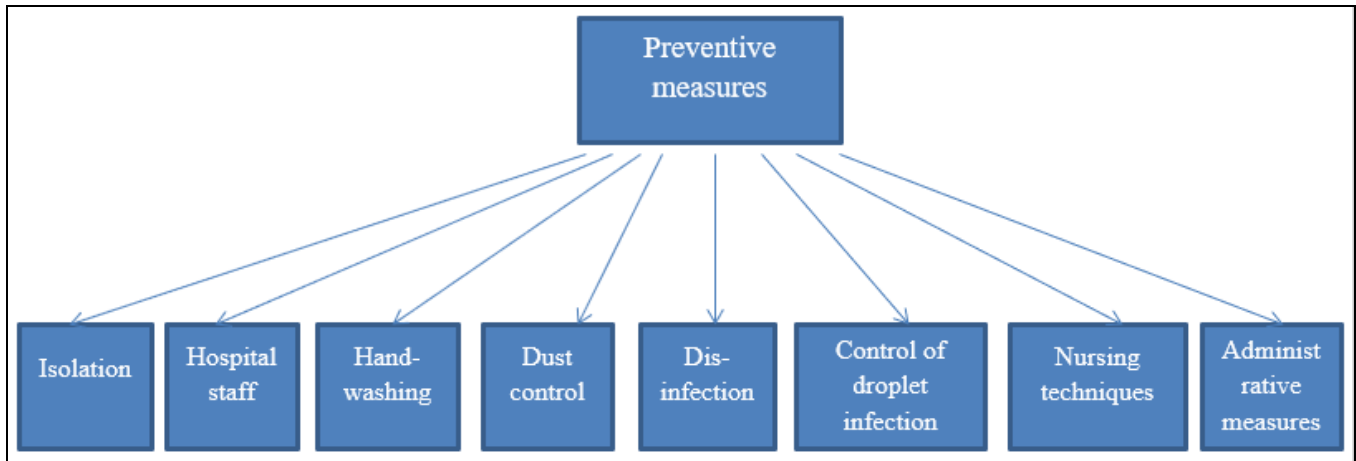 Preventive
measures
Isolation
Hospital
staff
Hand-
washing
Dust
control
Dis-
infection
Control of
droplet
infection
Nursing
techniques
Administ
rative
measures